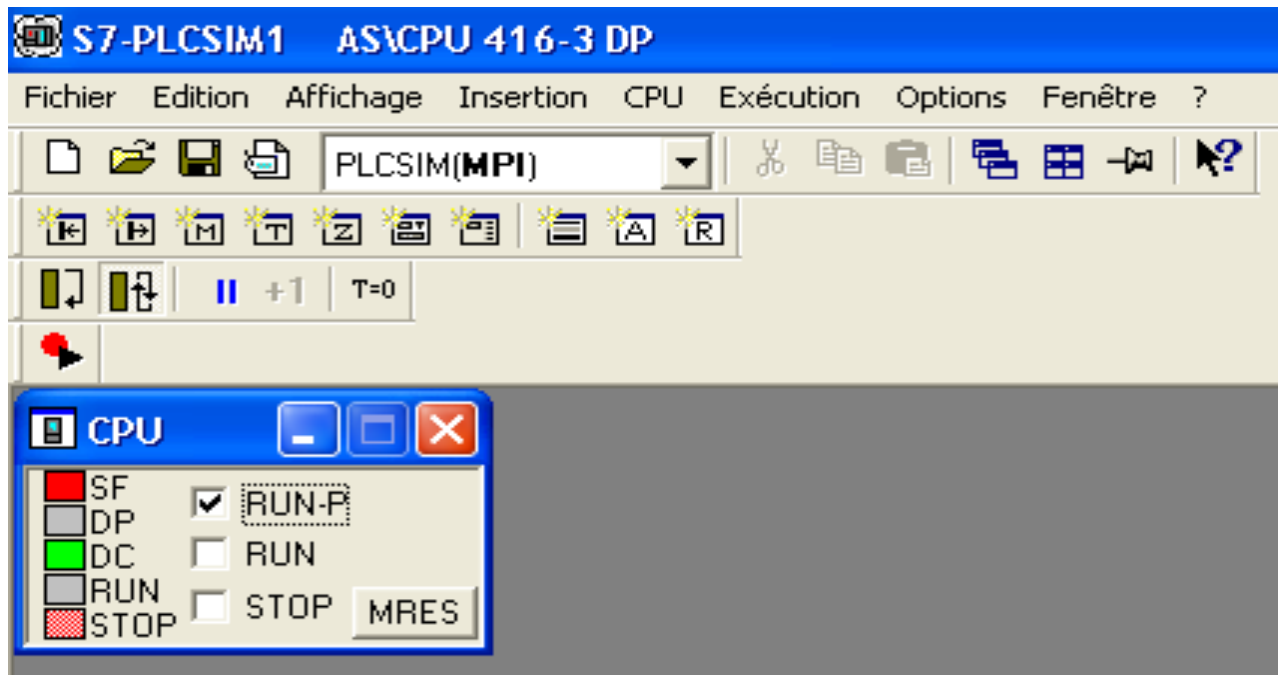 S7-PLCSIM1 AS\CPU 416-3 DP
Fichier Edition Affichage Insertion CPU Exécution Options Fenêtre ?
PLCSIM(MPI) ?
M T Z A R
+1 T=0
CPU
SF
DP
DC
RUN
STOP
RUN-P
RUN
STOP MRES